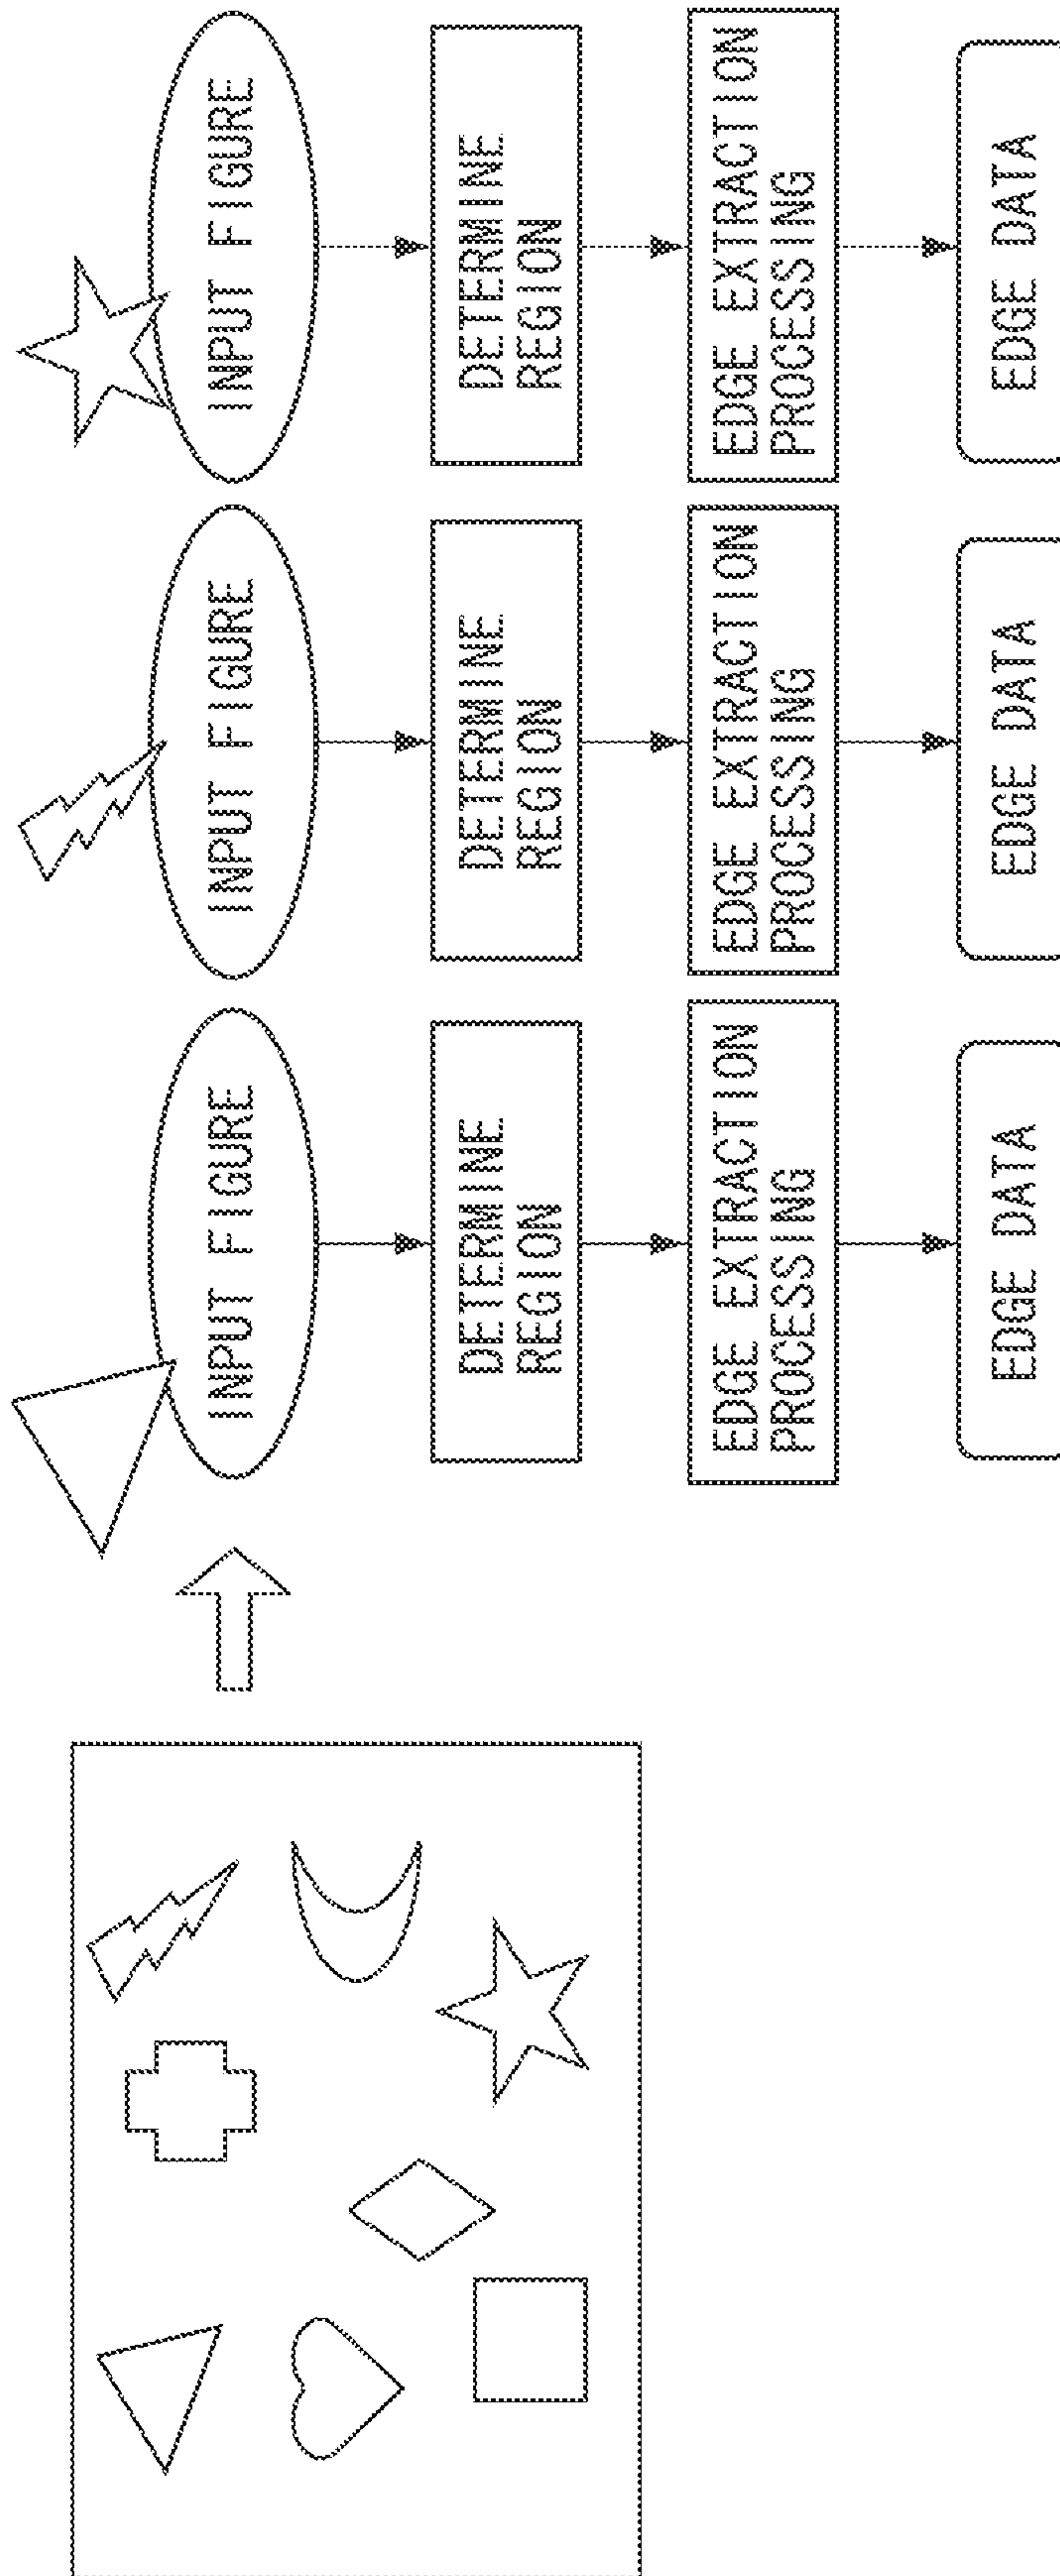 INPUT FIGURE
DETERMINE
REGION
EDGE EXTRACTION
PROCESSING
EDGE DATA
INPUT FIGURE
DETERMINE
REGION
EDGE EXTRACTION
PROCESSING
EDGE DATA
INPUT FIGURE
DETERMINE
REGION
EDGE EXTRACTION
PROCESSING
EDGE DATA